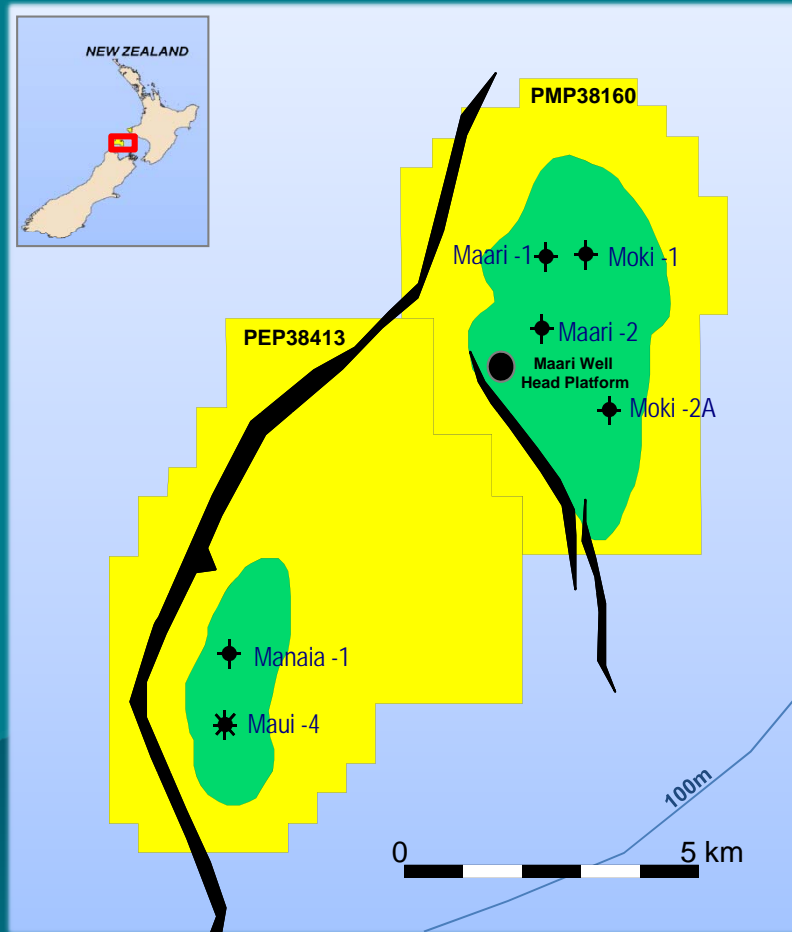 NEW ZEALAND
PMP38160
Maari -1
Moki -1
Maari -2
PEP38413
Maari Well
Head Platform
Moki -2A
Manaia -1
Maui -4
100m
0
5 km